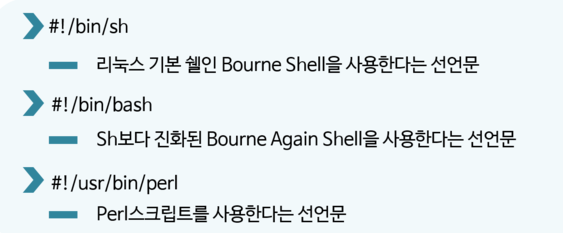 #!/bin/sh
리눅스 기본 쉘인 Bourne Shell을 사용한다는 선언문
#!/bin/bash
Sh보다 진화된 Bourne Again Shell을 사용한다는 선언문
#!/usr/bin/perl
Perl스크립트를 사용한다는 선언문